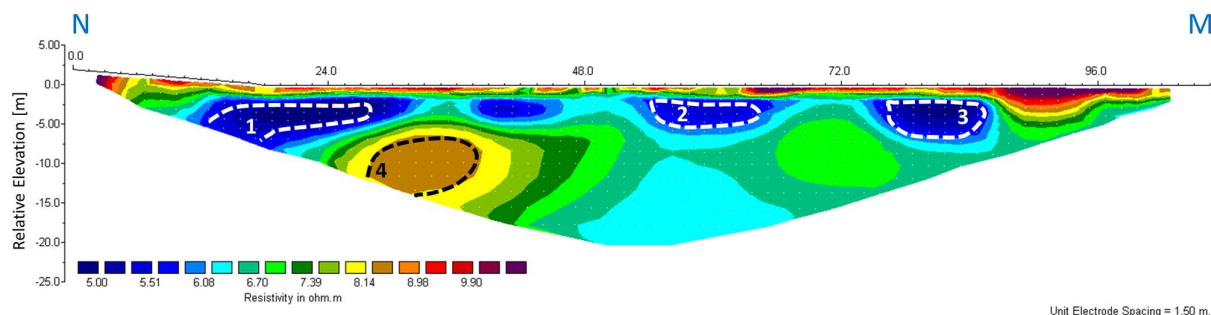 N M
5.00
0.0 24.0 48.0 72.0 96.0
0.0
-5.00
-10.0
-15.0
-20.0
-25.0
Relative Elevation [m]
1 2 3
4
5.00 5.51 6.08 6.70 7.39 8.14 8.98 9.90
Resistivity in ohm.m
Unit Electrode Spacing = 1.50 m.